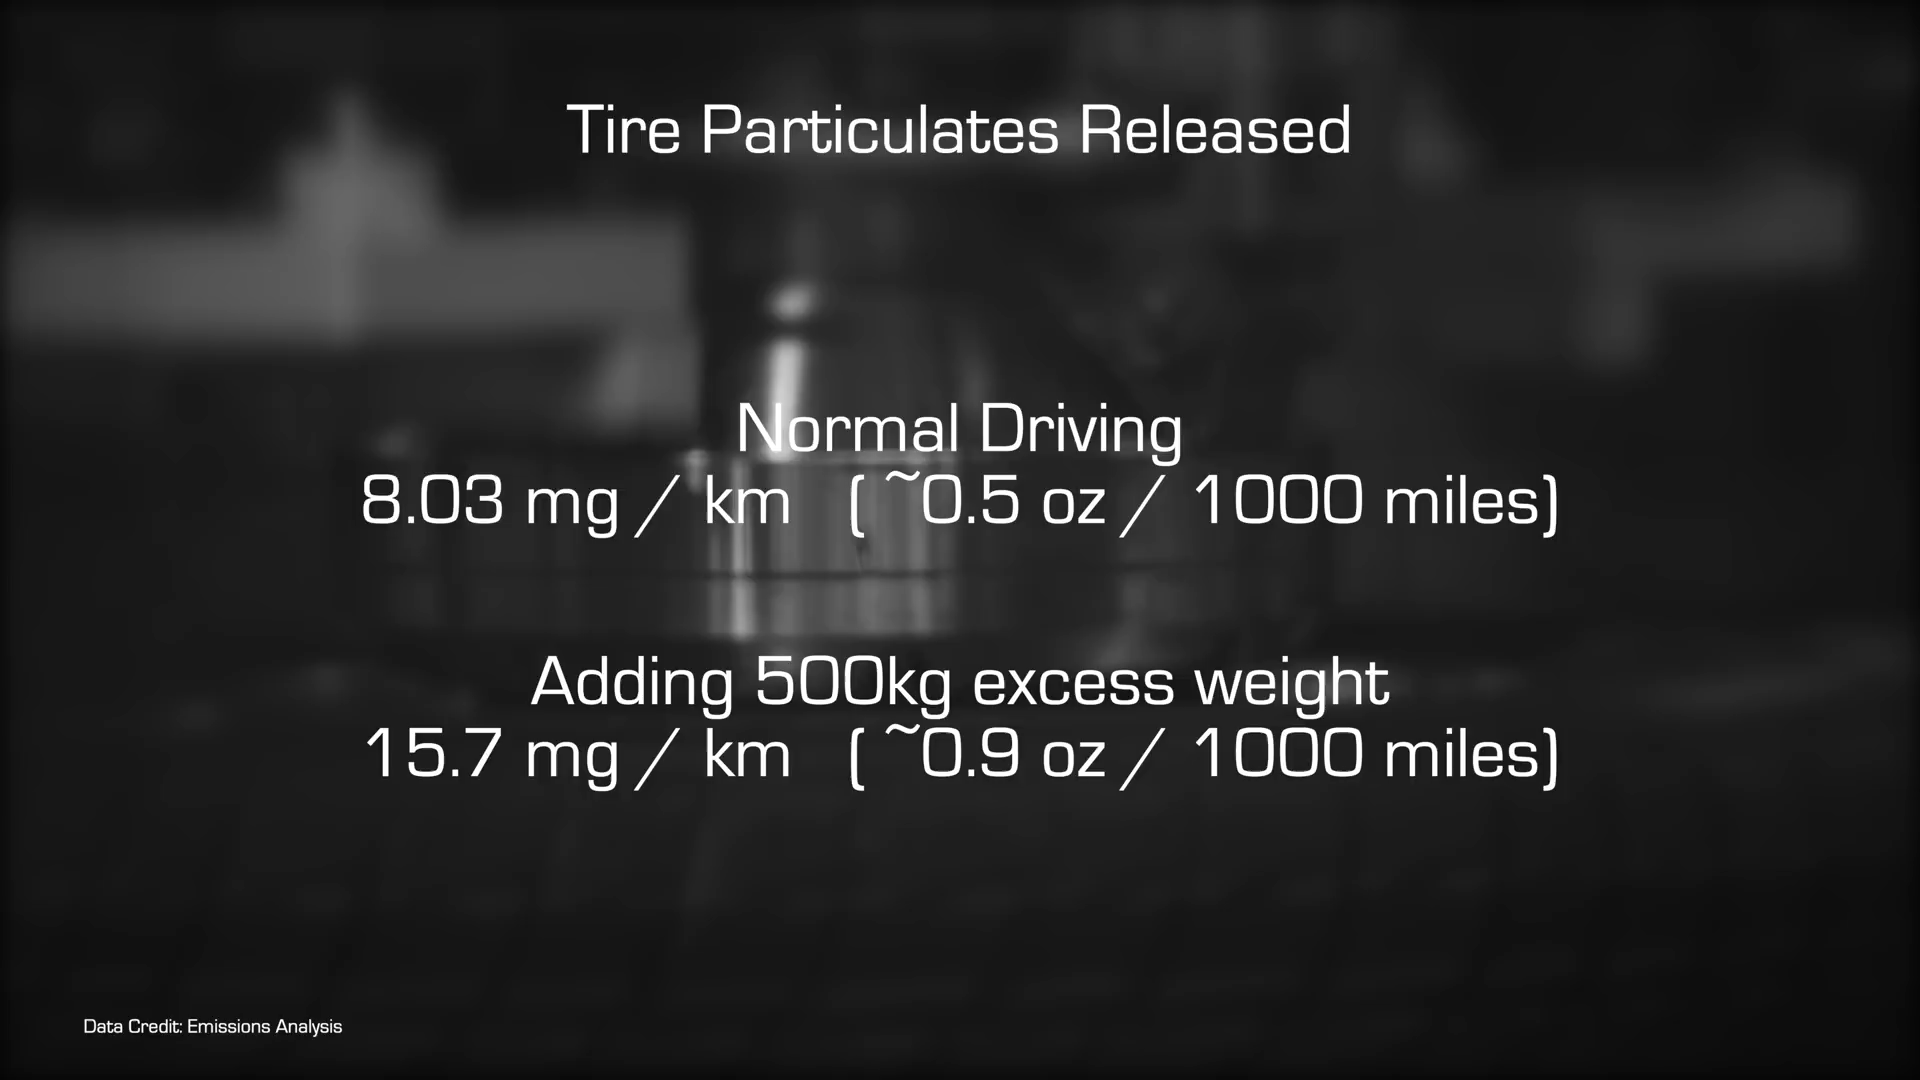 Tire Particulates Released
Normal Driving
8.03 mg / km ( ~0.5 oz / 1000 miles)
Adding 500kg excess weight
15.7 mg / km ( ~0.9 oz / 1000 miles)
Data Credit: Emissions Analysis